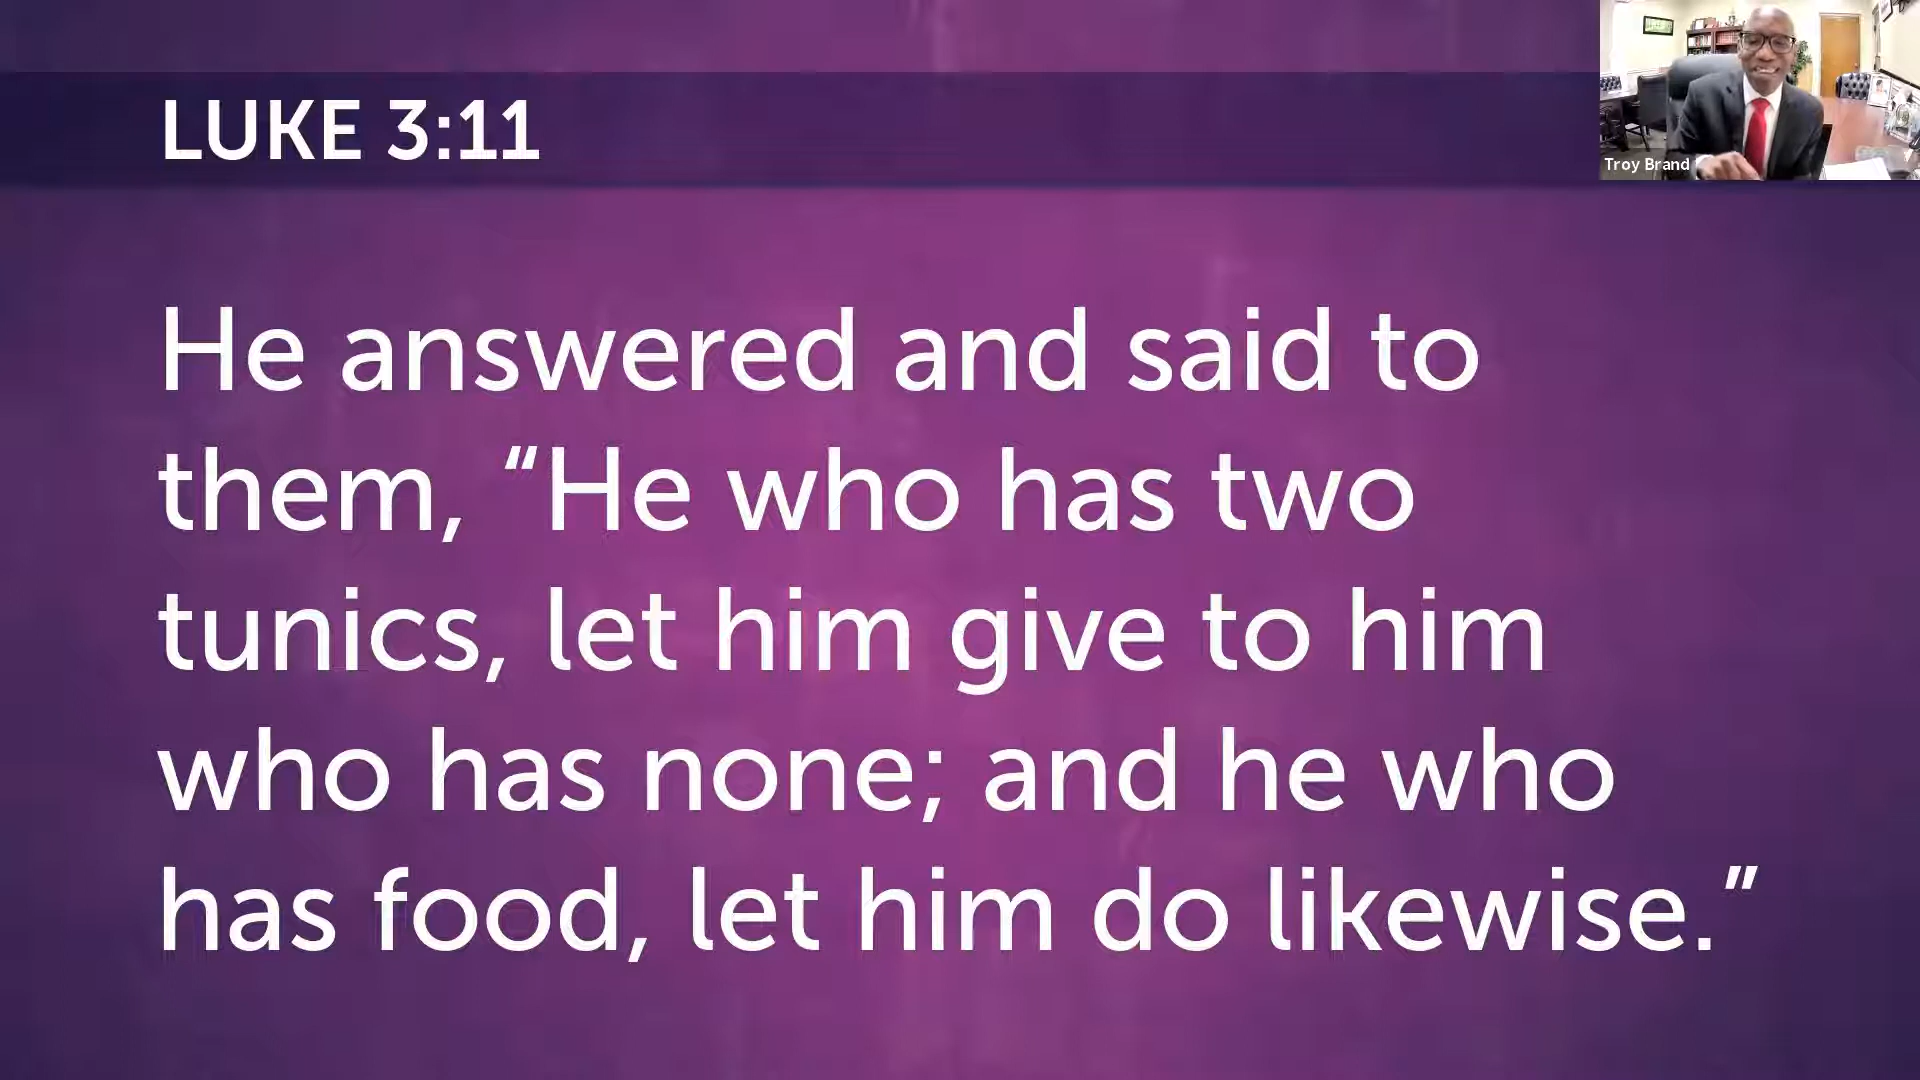 LUKE 3:11
Troy Brand
He answered and said to
them, “He who has two
tunics, let him give to him
who has none; and he who
has food, let him do likewise.”